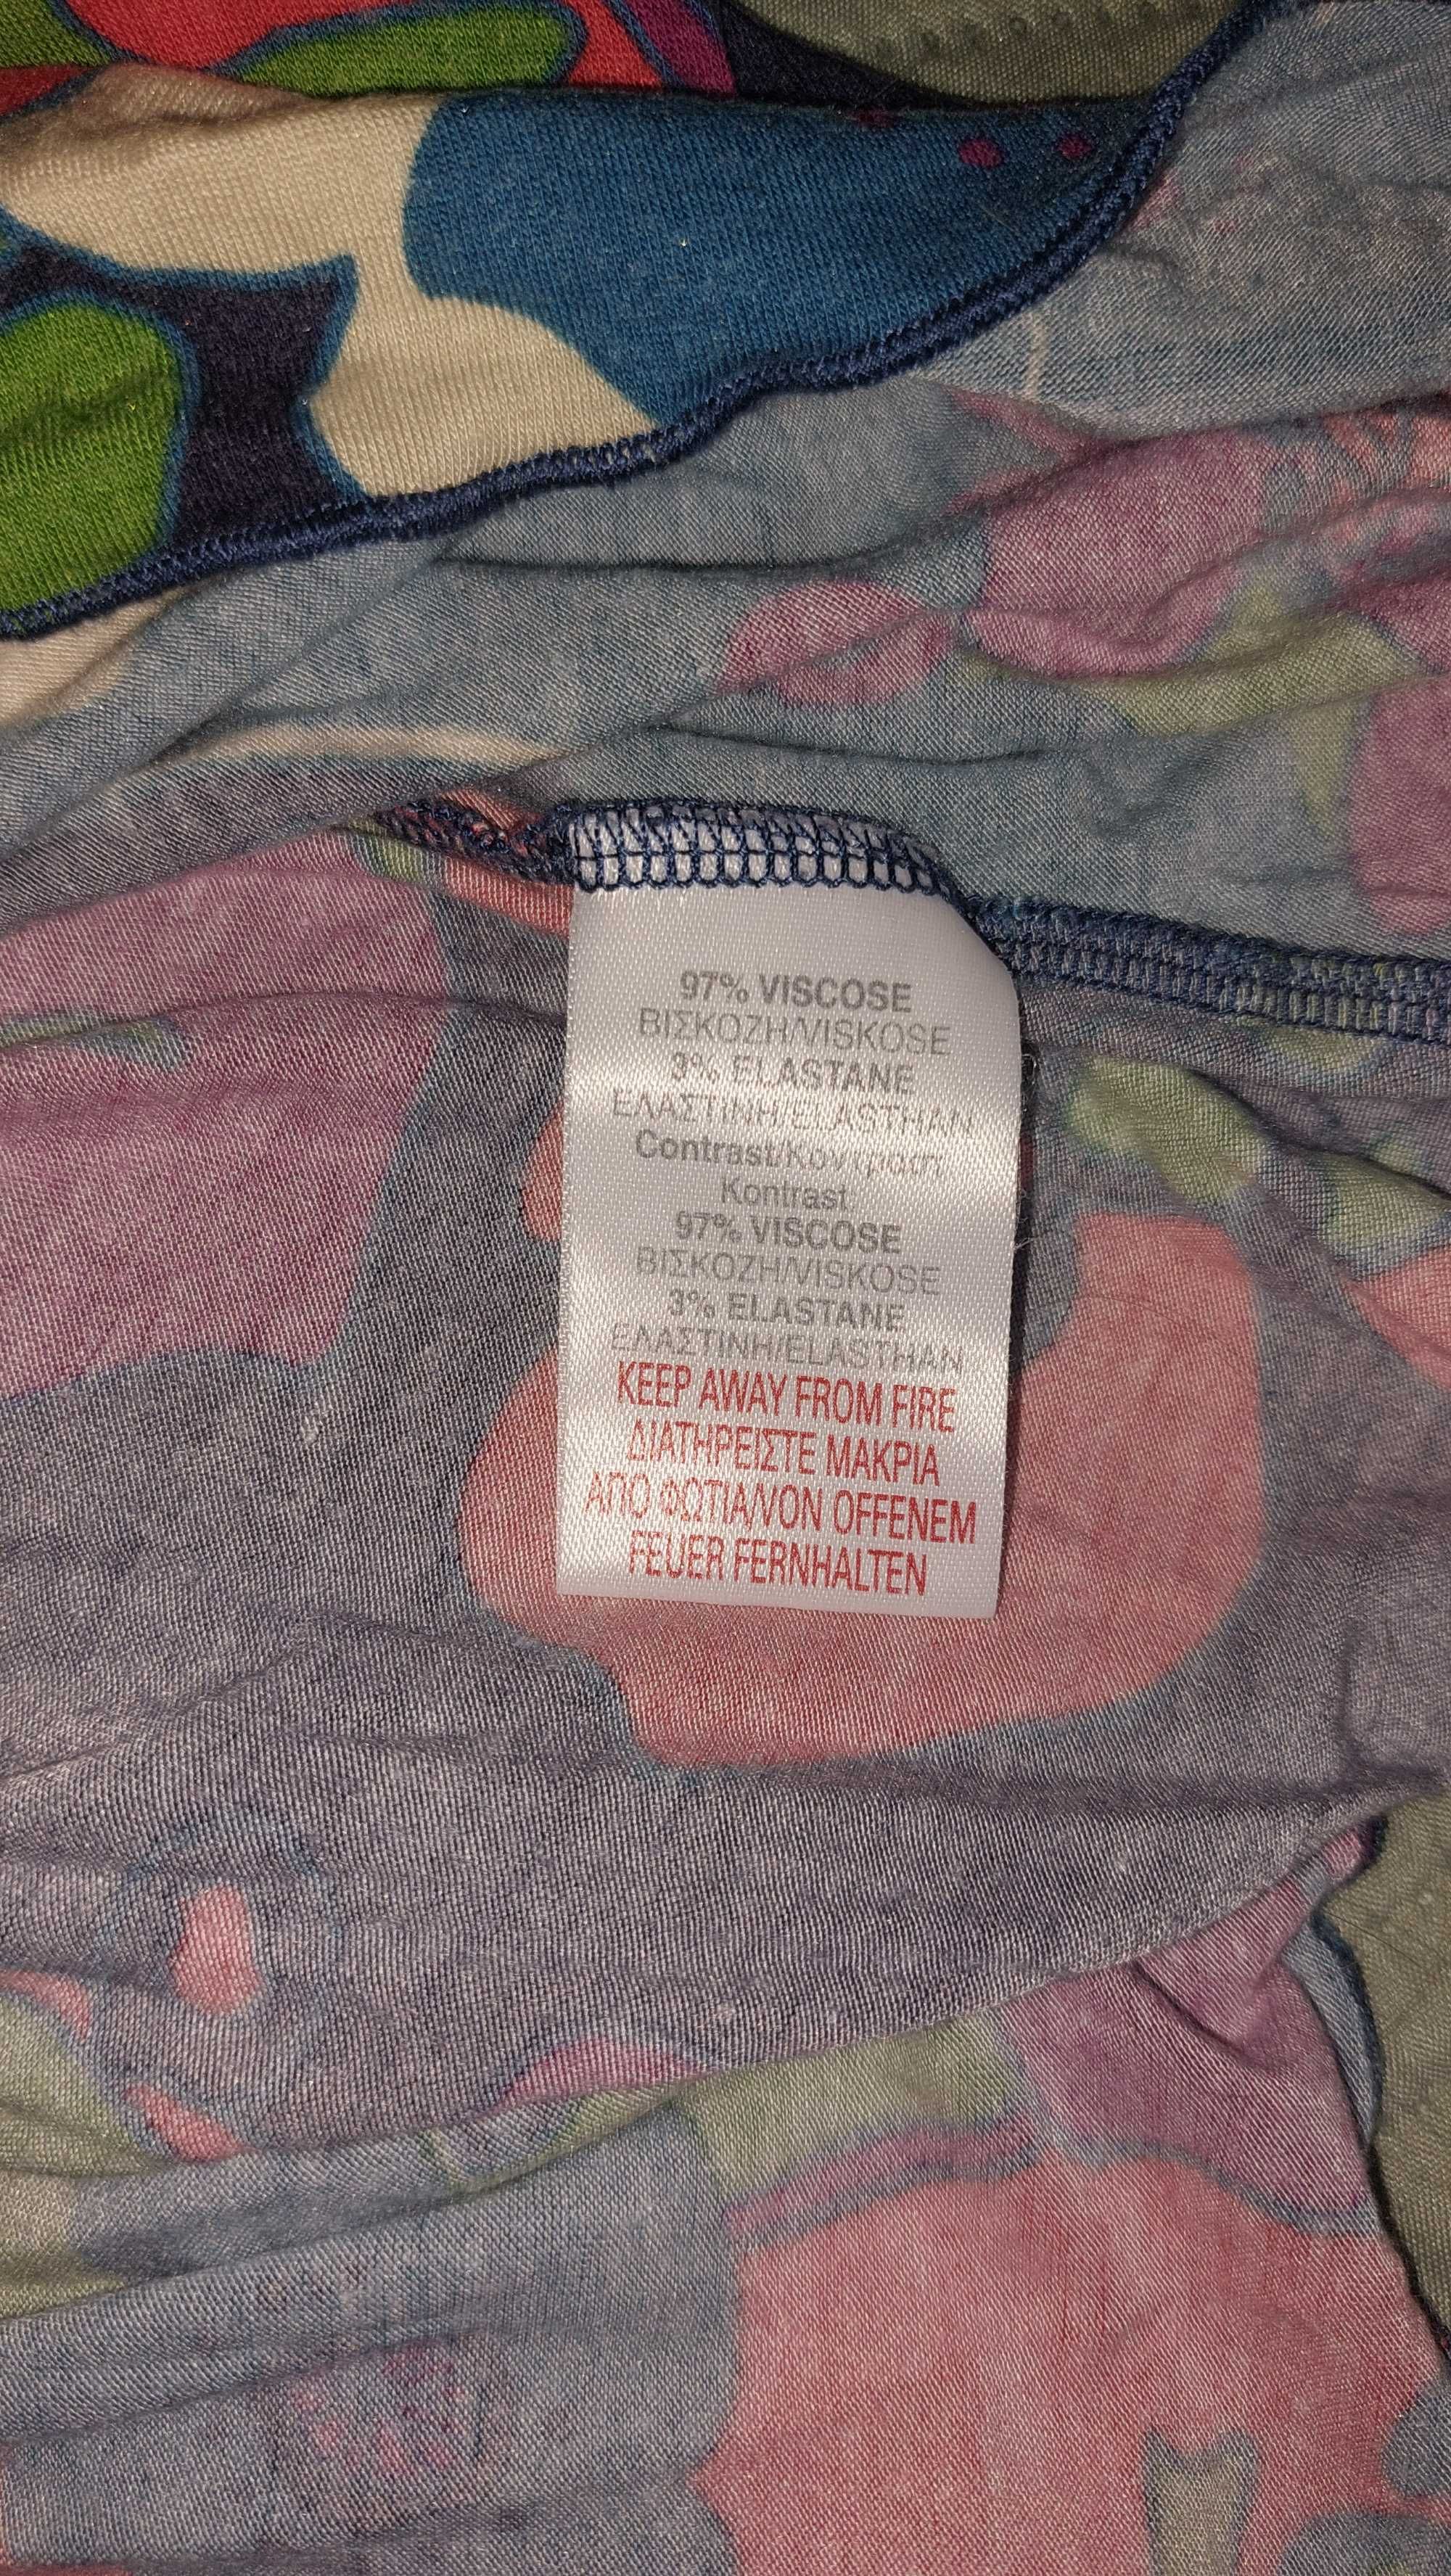 97% VISCOSE
ΒΙΣΚΟΖΗ/VISKOSE
3% ELASTANE
ΕΛΑΣΤΙΝΗ/ELASTHAN
Contrast/Κοντραστ
Kontrast
97% VISCOSE
ΒΙΣΚΟΖΗ/VISKOSE
3% ELASTANE
ΕΛΑΣΤΙΝΗ/ELASTHAN
KEEP AWAY FROM FIRE
ΔΙΑΤΗΡΕΙΣΤΕ ΜΑΚΡΙΑ
ΑΠΟ ΦΩΤΙΑ/VON OFFENEM
FEUER FERNHALTEN